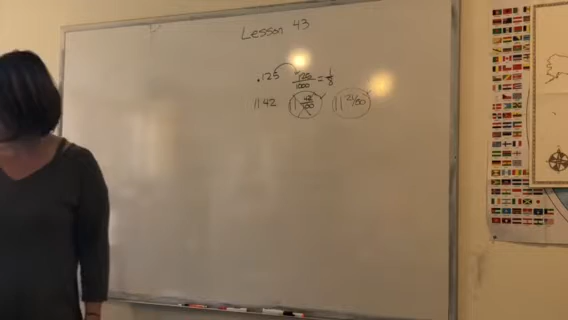 Lesson 43
.125 125/1000 = 1/8
11.42 11 42/100 11 21/50